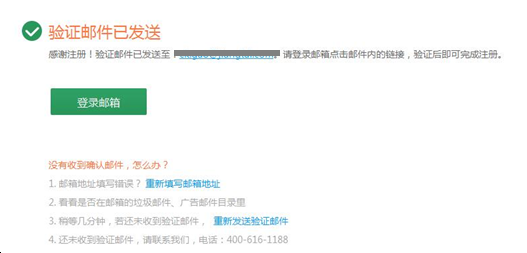 验证邮件已发送
感谢注册！验证邮件已发送至！ 。请登录邮箱点击邮件内的链接，验证后即可完成注册。
登录邮箱
没有收到确认邮件，怎么办？
1. 邮箱地址填写错误？ 重新填写邮箱地址
2. 看看是否在邮箱的垃圾邮件、广告邮件目录里
3. 稍等几分钟，若还未收到验证邮件， 重新发送验证邮件
4. 还未收到验证邮件，请联系我们，电话：400-616-1188